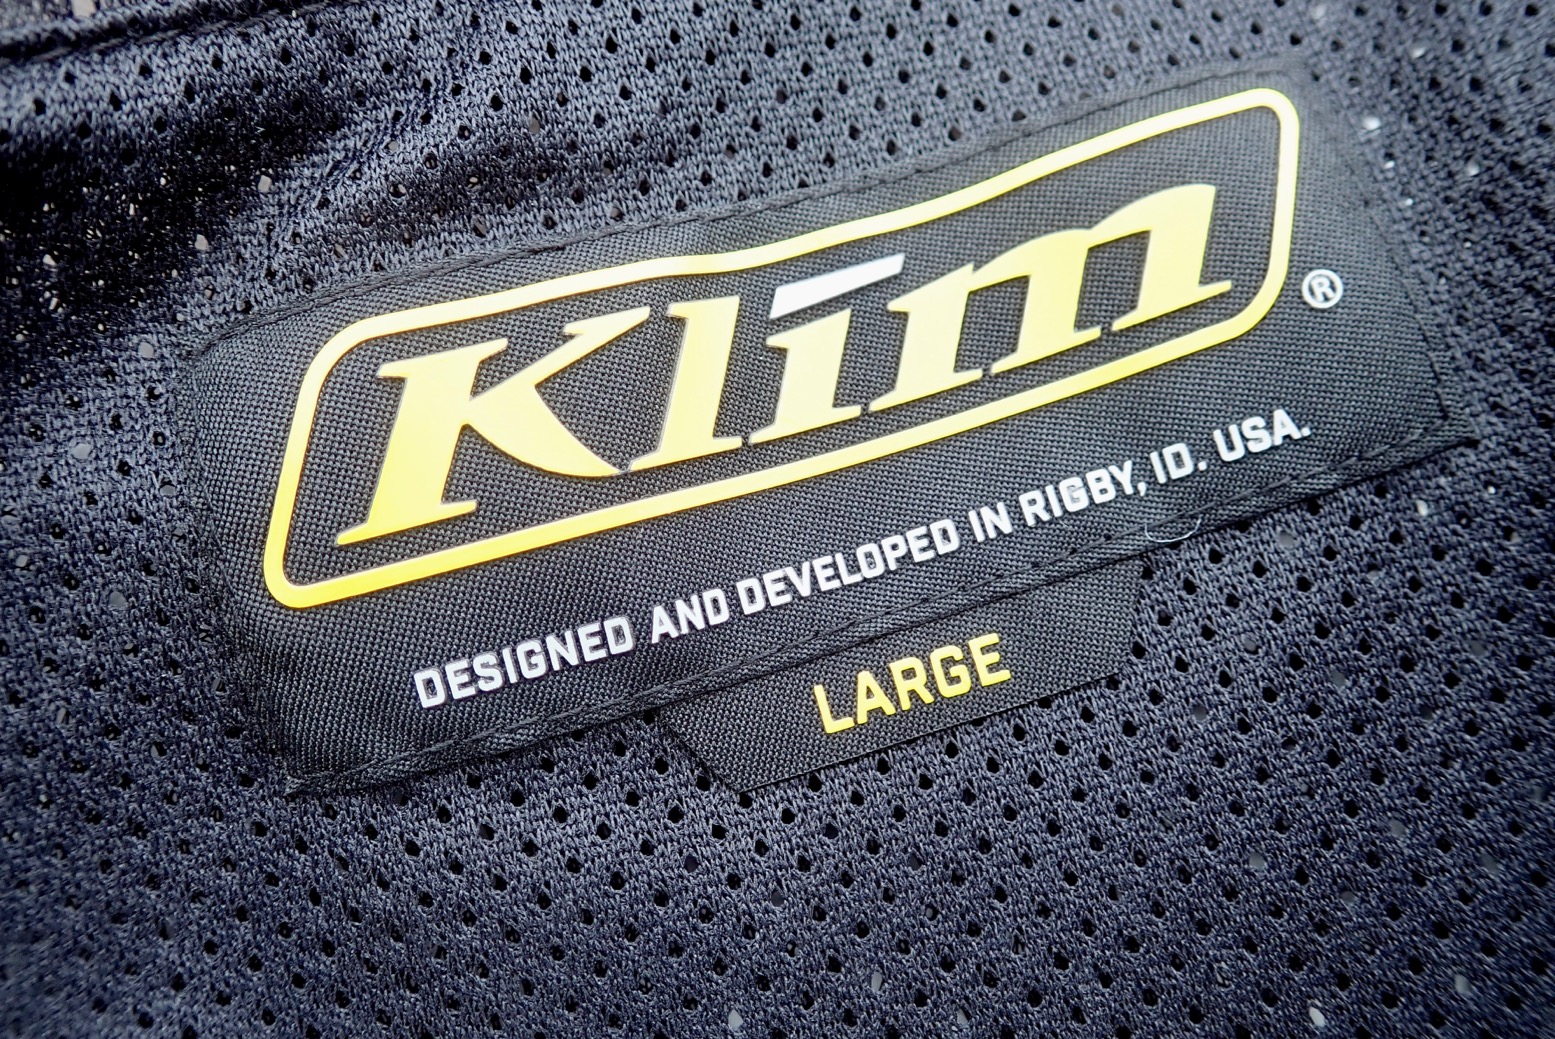 Klim®
DESIGNED AND DEVELOPED IN RIGBY, ID. USA.
LARGE